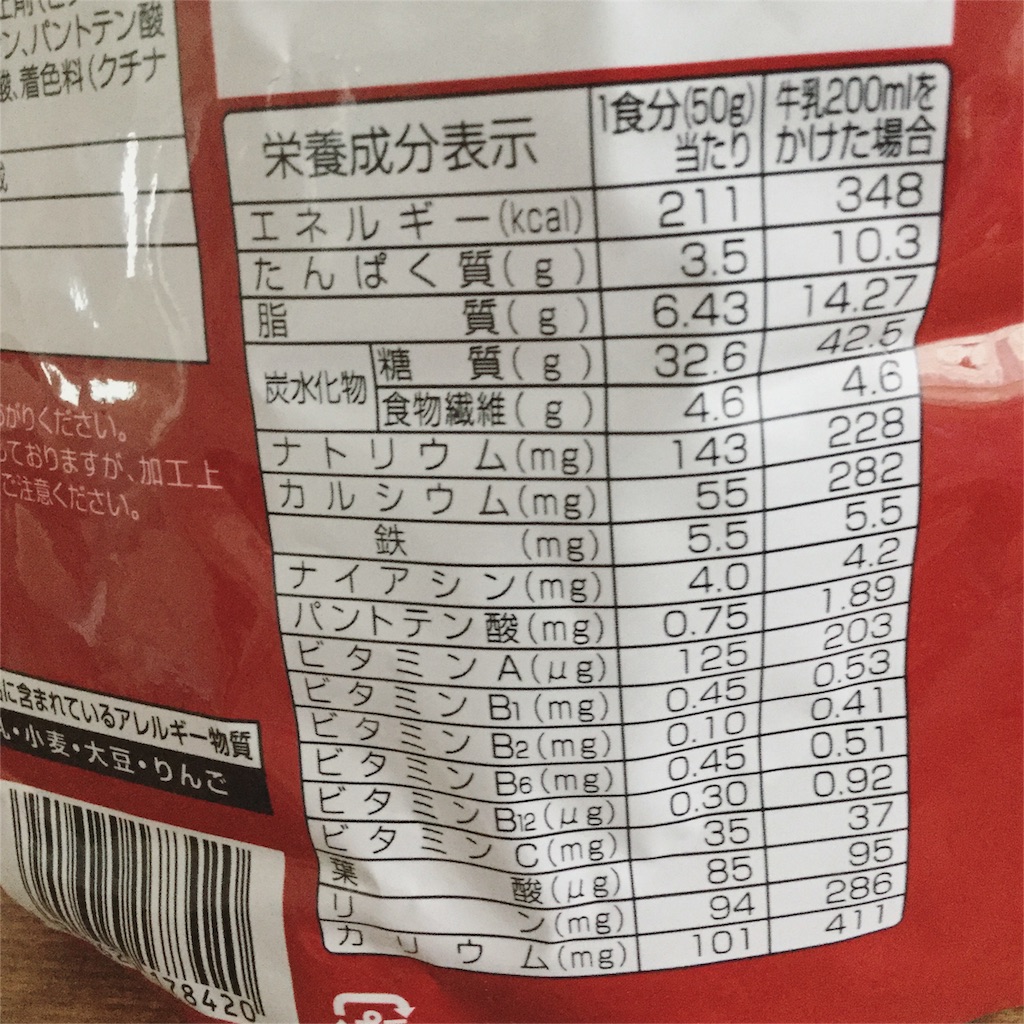 ン、パントテン酸
酸、着色料(クチナ
栄養成分表示 1食分(50g)当たり 牛乳200mlをかけた場合
エネルギー(kcal) 211 348
たんぱく質(g) 3.5 10.3
脂質(g) 6.43 14.27
炭水化物 糖質(g) 32.6 42.5
食物繊維(g) 4.6 4.6
ナトリウム(mg) 143 228
カルシウム(mg) 55 282
鉄(mg) 5.5 5.5
ナイアシン(mg) 4.0 4.2
パントテン酸(mg) 0.75 1.89
ビタミンA(μg) 125 203
ビタミンB1(mg) 0.45 0.53
ビタミンB2(mg) 0.10 0.41
ビタミンB6(mg) 0.45 0.51
ビタミンB12(μg) 0.30 0.92
ビタミンC(mg) 35 37
葉酸(μg) 85 95
リン(mg) 94 286
カリウム(mg) 101 411
がりください。
ておりますが、加工上
ご注意ください。
に含まれているアレルギー物質
・小麦・大豆・りんご
78420